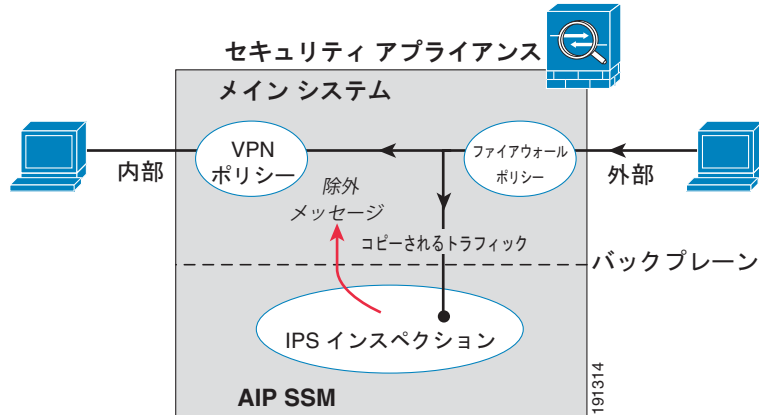 セキュリティ アプライアンス
メイン システム
VPN
ポリシー
ファイアウォール
ポリシー
内部
外部
除外
メッセージ
コピーされるトラフィック
バックプレーン
IPS インスペクション
AIP SSM
191314